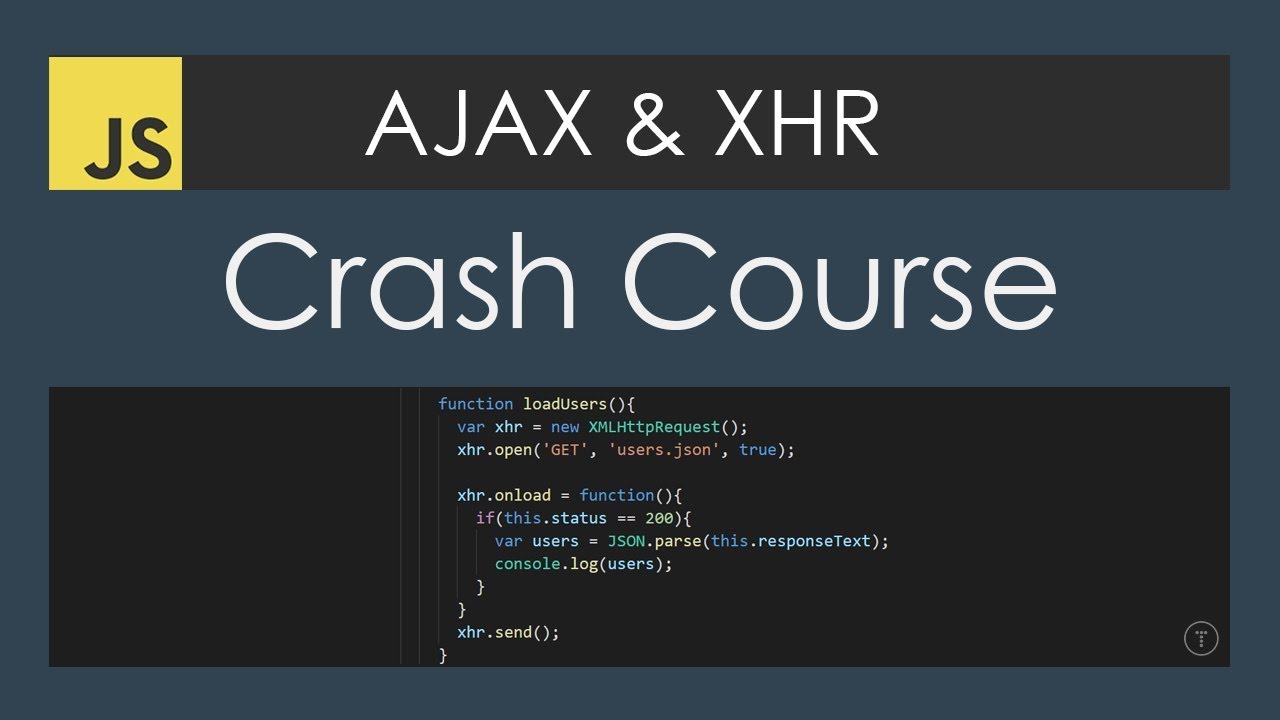 JS
AJAX & XHR
Crash Course
function loadUsers(){
  var xhr = new XMLHttpRequest();
  xhr.open('GET', 'users.json', true);

  xhr.onload = function(){
    if(this.status == 200){
      var users = JSON.parse(this.responseText);
      console.log(users);
    }
  }
  xhr.send();
}